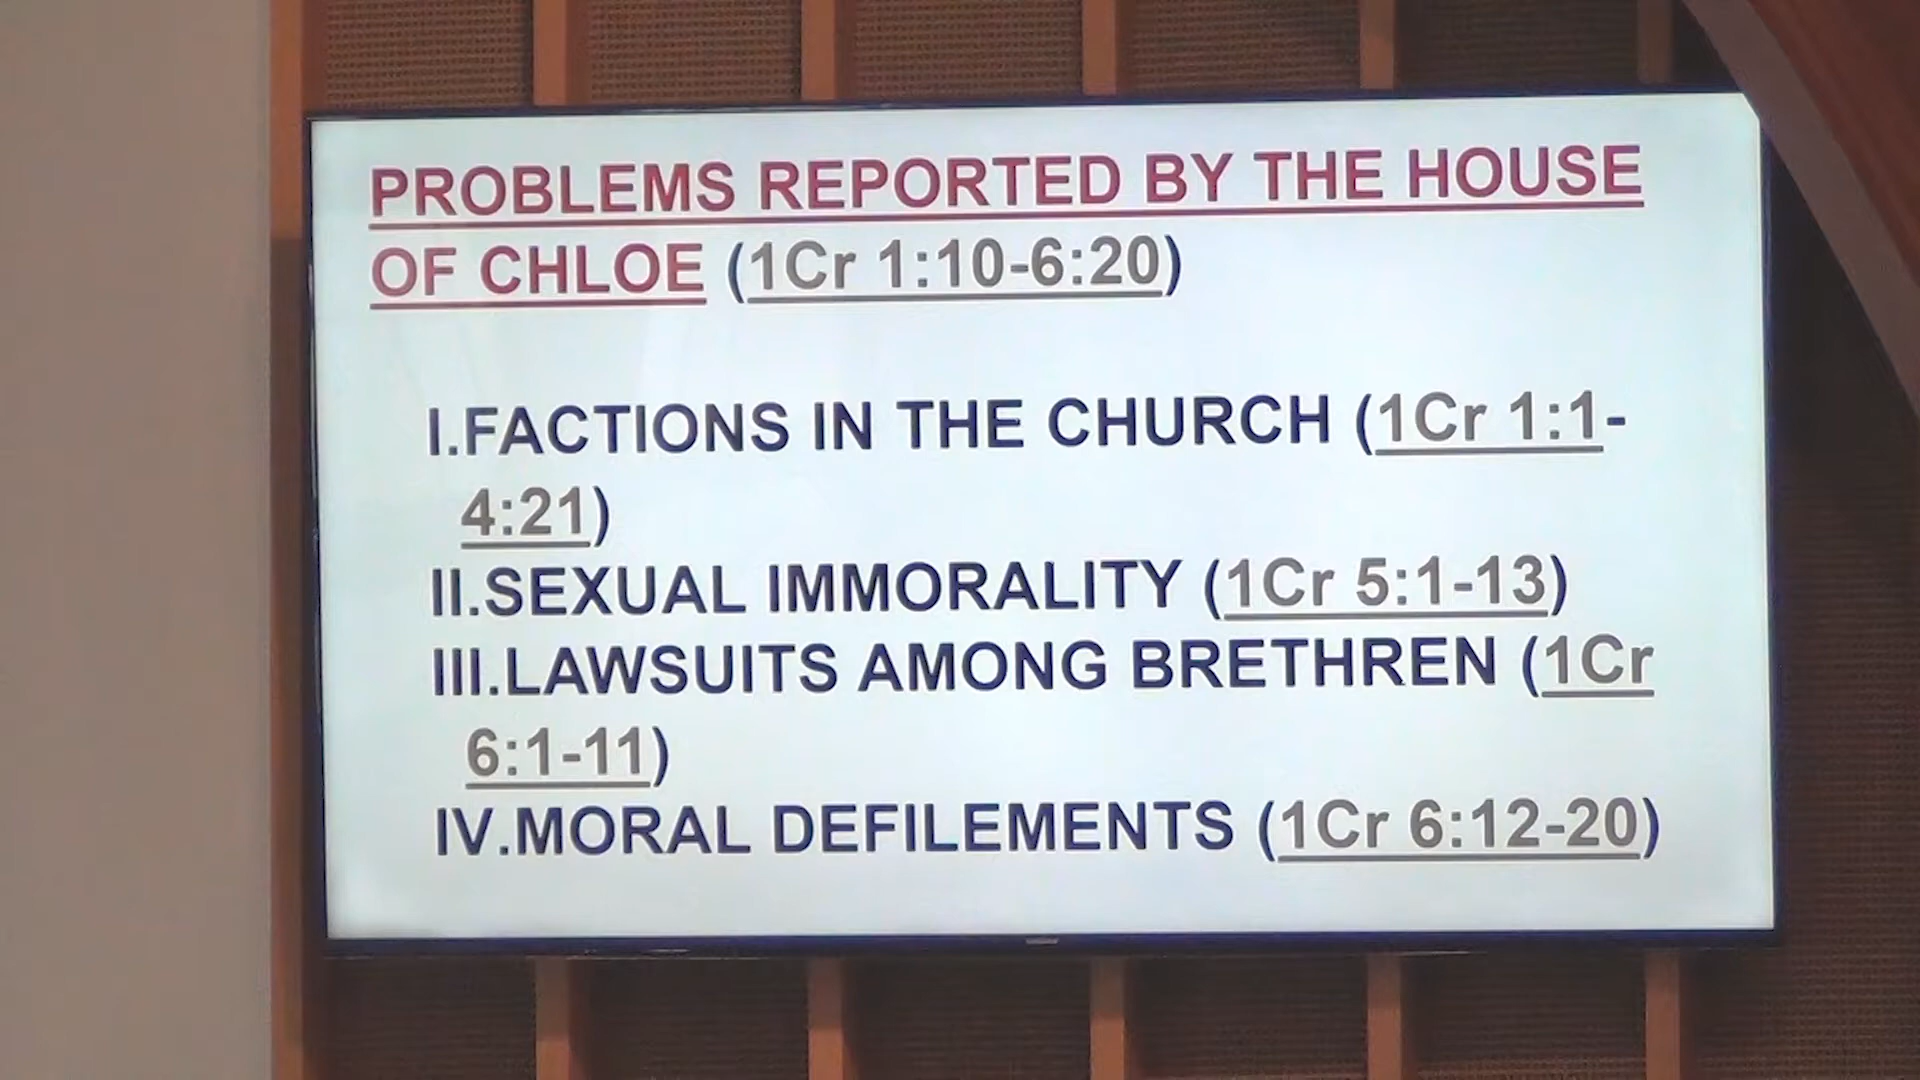 PROBLEMS REPORTED BY THE HOUSE
OF CHLOE (1Cr 1:10-6:20)
I.FACTIONS IN THE CHURCH (1Cr 1:1-
4:21)
II.SEXUAL IMMORALITY (1Cr 5:1-13)
III.LAWSUITS AMONG BRETHREN (1Cr
6:1-11)
IV.MORAL DEFILEMENTS (1Cr 6:12-20)